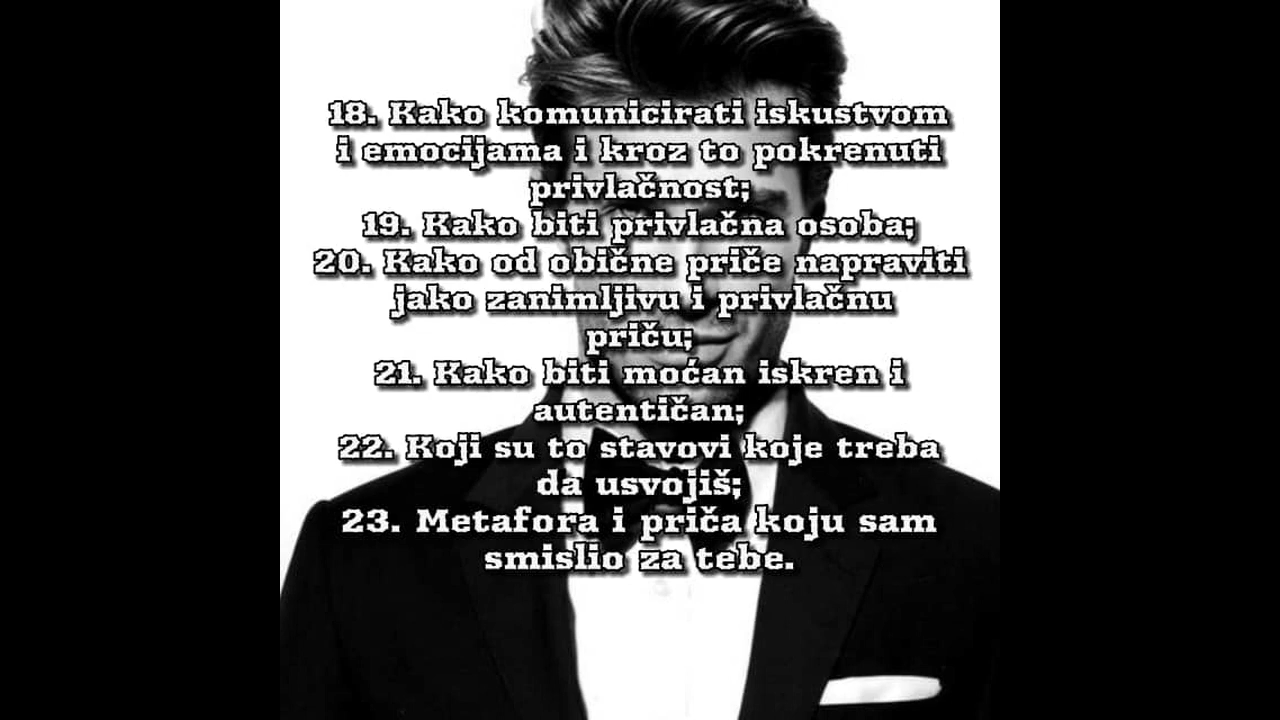 18. Kako komunicirati iskustvom
i emocijama i kroz to pokrenuti
privlačnost;
19. Kako biti privlačna osoba;
20. Kako od obične priče napraviti
jako zanimljivu i privlačnu
priču;
21. Kako biti moćan iskren i
autentičan;
22. Koji su to stavovi koje treba
da usvojiš;
23. Metafora i priča koju sam
smislio za tebe.